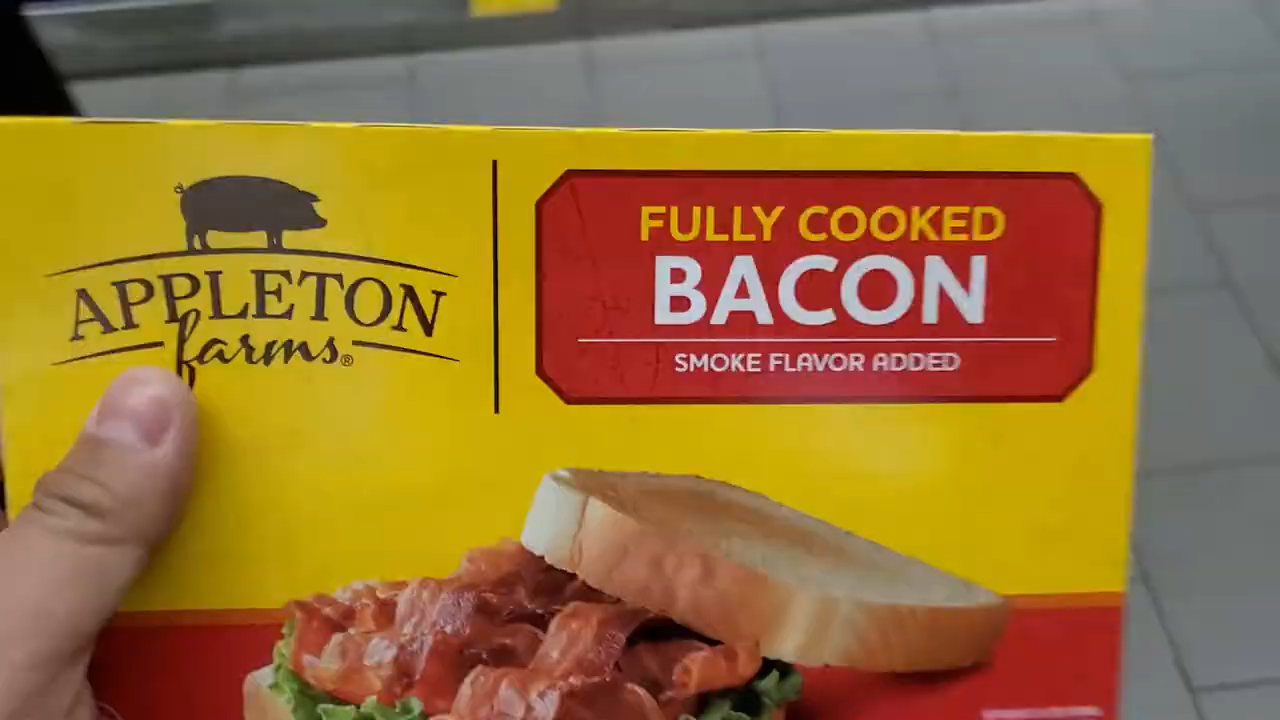 APPLETON
farms®
FULLY COOKED
BACON
SMOKE FLAVOR ADDED